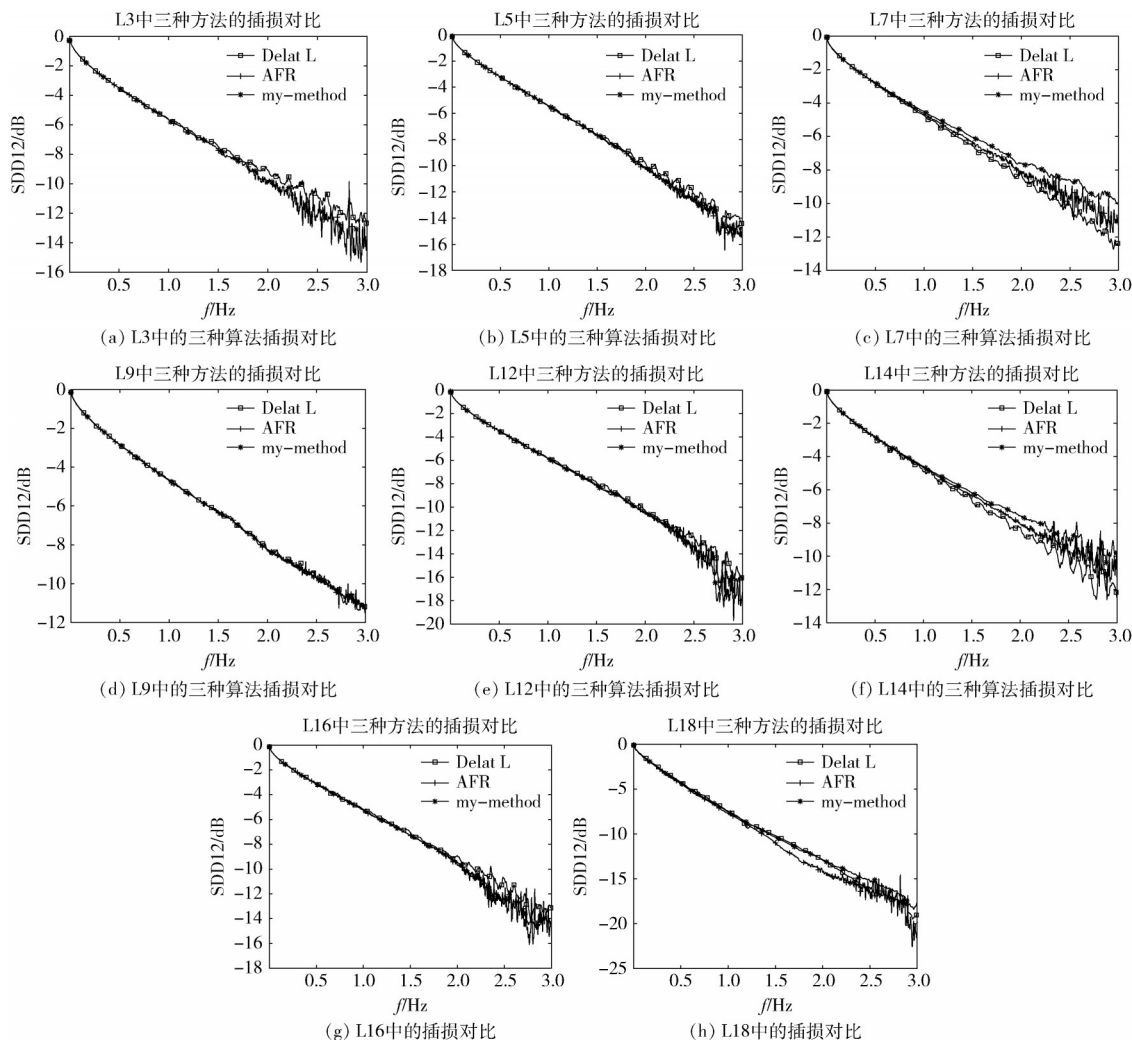 L3中三种方法的插损对比
0
−2
−4
−6
−8
−10
−12
−14
−16
SDD12/dB
Delat L
AFR
my−method
0.5 1.0 1.5 2.0 2.5 3.0
f/Hz
(a) L3中的三种算法插损对比
L5中三种方法的插损对比
0
−2
−4
−6
−8
−10
−12
−14
−16
−18
SDD12/dB
Delat L
AFR
my−method
0.5 1.0 1.5 2.0 2.5 3.0
f/Hz
(b) L5中的三种算法插损对比
L7中三种方法的插损对比
0
−2
−4
−6
−8
−10
−12
−14
SDD12/dB
Delat L
AFR
my−method
0.5 1.0 1.5 2.0 2.5 3.0
f/Hz
(c) L7中的三种算法插损对比
L9中三种方法的插损对比
0
−2
−4
−6
−8
−10
−12
SDD12/dB
Delat L
AFR
my−method
0.5 1.0 1.5 2.0 2.5 3.0
f/Hz
(d) L9中的三种算法插损对比
L12中三种方法的插损对比
0
−2
−4
−6
−8
−10
−12
−14
−16
−18
−20
SDD12/dB
Delat L
AFR
my−method
0.5 1.0 1.5 2.0 2.5 3.0
f/Hz
(e) L12中的三种算法插损对比
L14中三种方法的插损对比
0
−2
−4
−6
−8
−10
−12
−14
SDD12/dB
Delat L
AFR
my−method
0.5 1.0 1.5 2.0 2.5 3.0
f/Hz
(f) L14中的三种算法插损对比
L16中三种方法的插损对比
0
−2
−4
−6
−8
−10
−12
−14
−16
−18
SDD12/dB
Delat L
AFR
my−method
0.5 1.0 1.5 2.0 2.5 3.0
f/Hz
(g) L16中的插损对比
L18中三种方法的插损对比
0
−5
−10
−15
−20
−25
SDD12/dB
Delat L
AFR
my−method
0.5 1.0 1.5 2.0 2.5 3.0
f/Hz
(h) L18中的插损对比